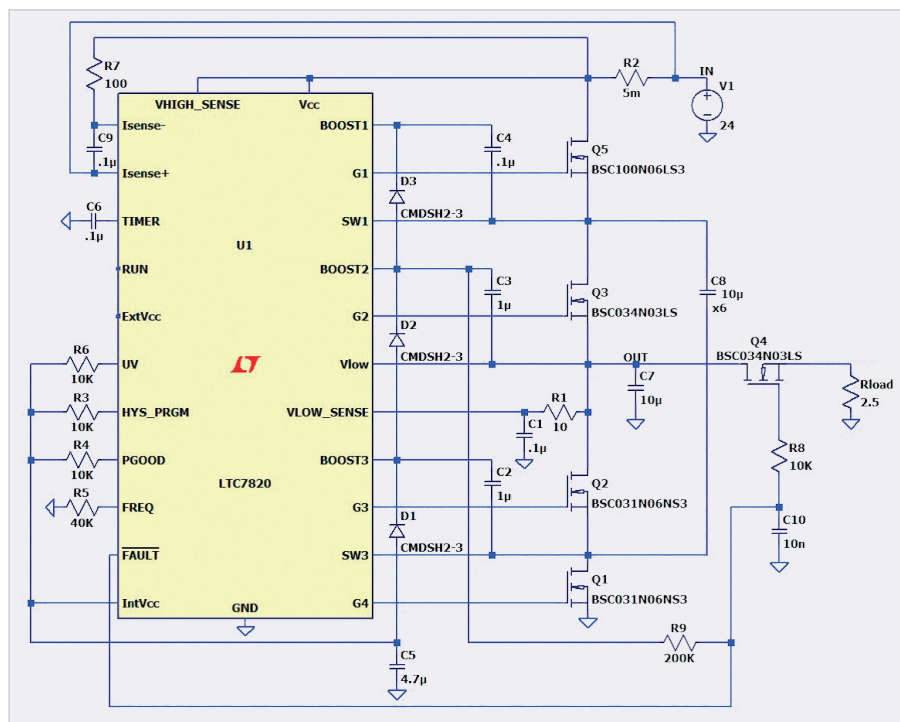 R7
100
R2
5m
IN
V1
24
VHIGH_SENSE
Vcc
Isense-
BOOST1
C4
.1µ
C9
.1µ
Q5
BSC100N06LS3
Isense+
G1
D3
CMDSH2-3
C6
.1µ
TIMER
SW1
U1
RUN
BOOST2
C3
1µ
C8
10µ
x6
Q3
BSC034N03LS
ExtVcc
G2
D2
CMDSH2-3
Q4
BSC034N03LS
R6
10K
UV
Vlow
OUT
C7
10µ
Rload
2.5
R3
10K
HYS_PRGM
VLOW_SENSE
R1
10
C1
.1µ
R4
10K
PGOOD
BOOST3
C2
1µ
R8
10K
LTC7820
Q2
BSC031N06NS3
R5
40K
FREQ
G3
D1
CMDSH2-3
C10
10n
FAULT
SW3
Q1
BSC031N06NS3
IntVcc
GND
G4
R9
200K
C5
4.7µ